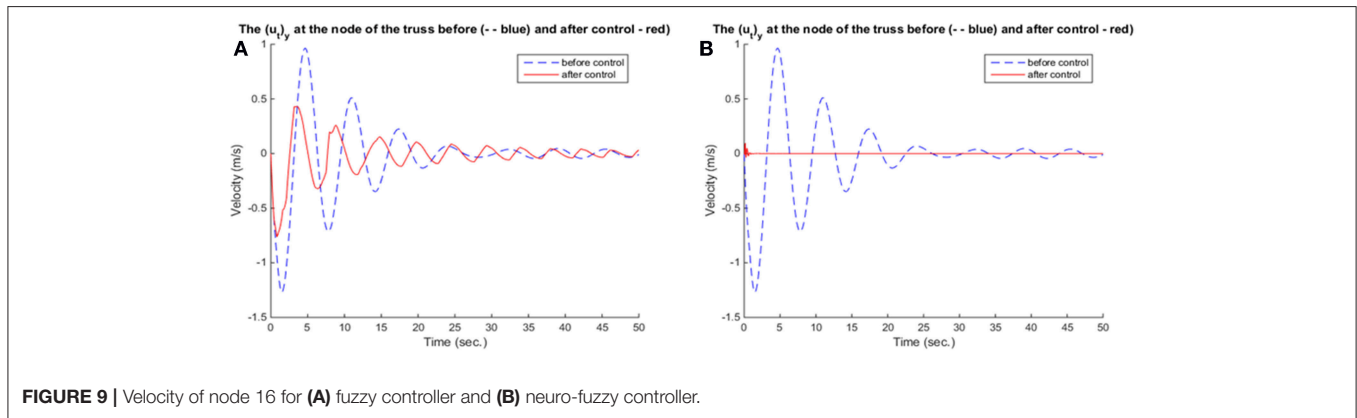 The (u_t)_y at the node of the truss before (- - blue) and after control - red)
A
before control
after control
1
0.5
0
-0.5
-1
-1.5
Velocity (m/s)
0 5 10 15 20 25 30 35 40 45 50
Time (sec.)
The (u_t)_y at the node of the truss before (- - blue) and after control - red)
B
before control
after control
1
0.5
0
-0.5
-1
-1.5
Velocity (m/s)
0 5 10 15 20 25 30 35 40 45 50
Time (sec.)
FIGURE 9 | Velocity of node 16 for (A) fuzzy controller and (B) neuro-fuzzy controller.